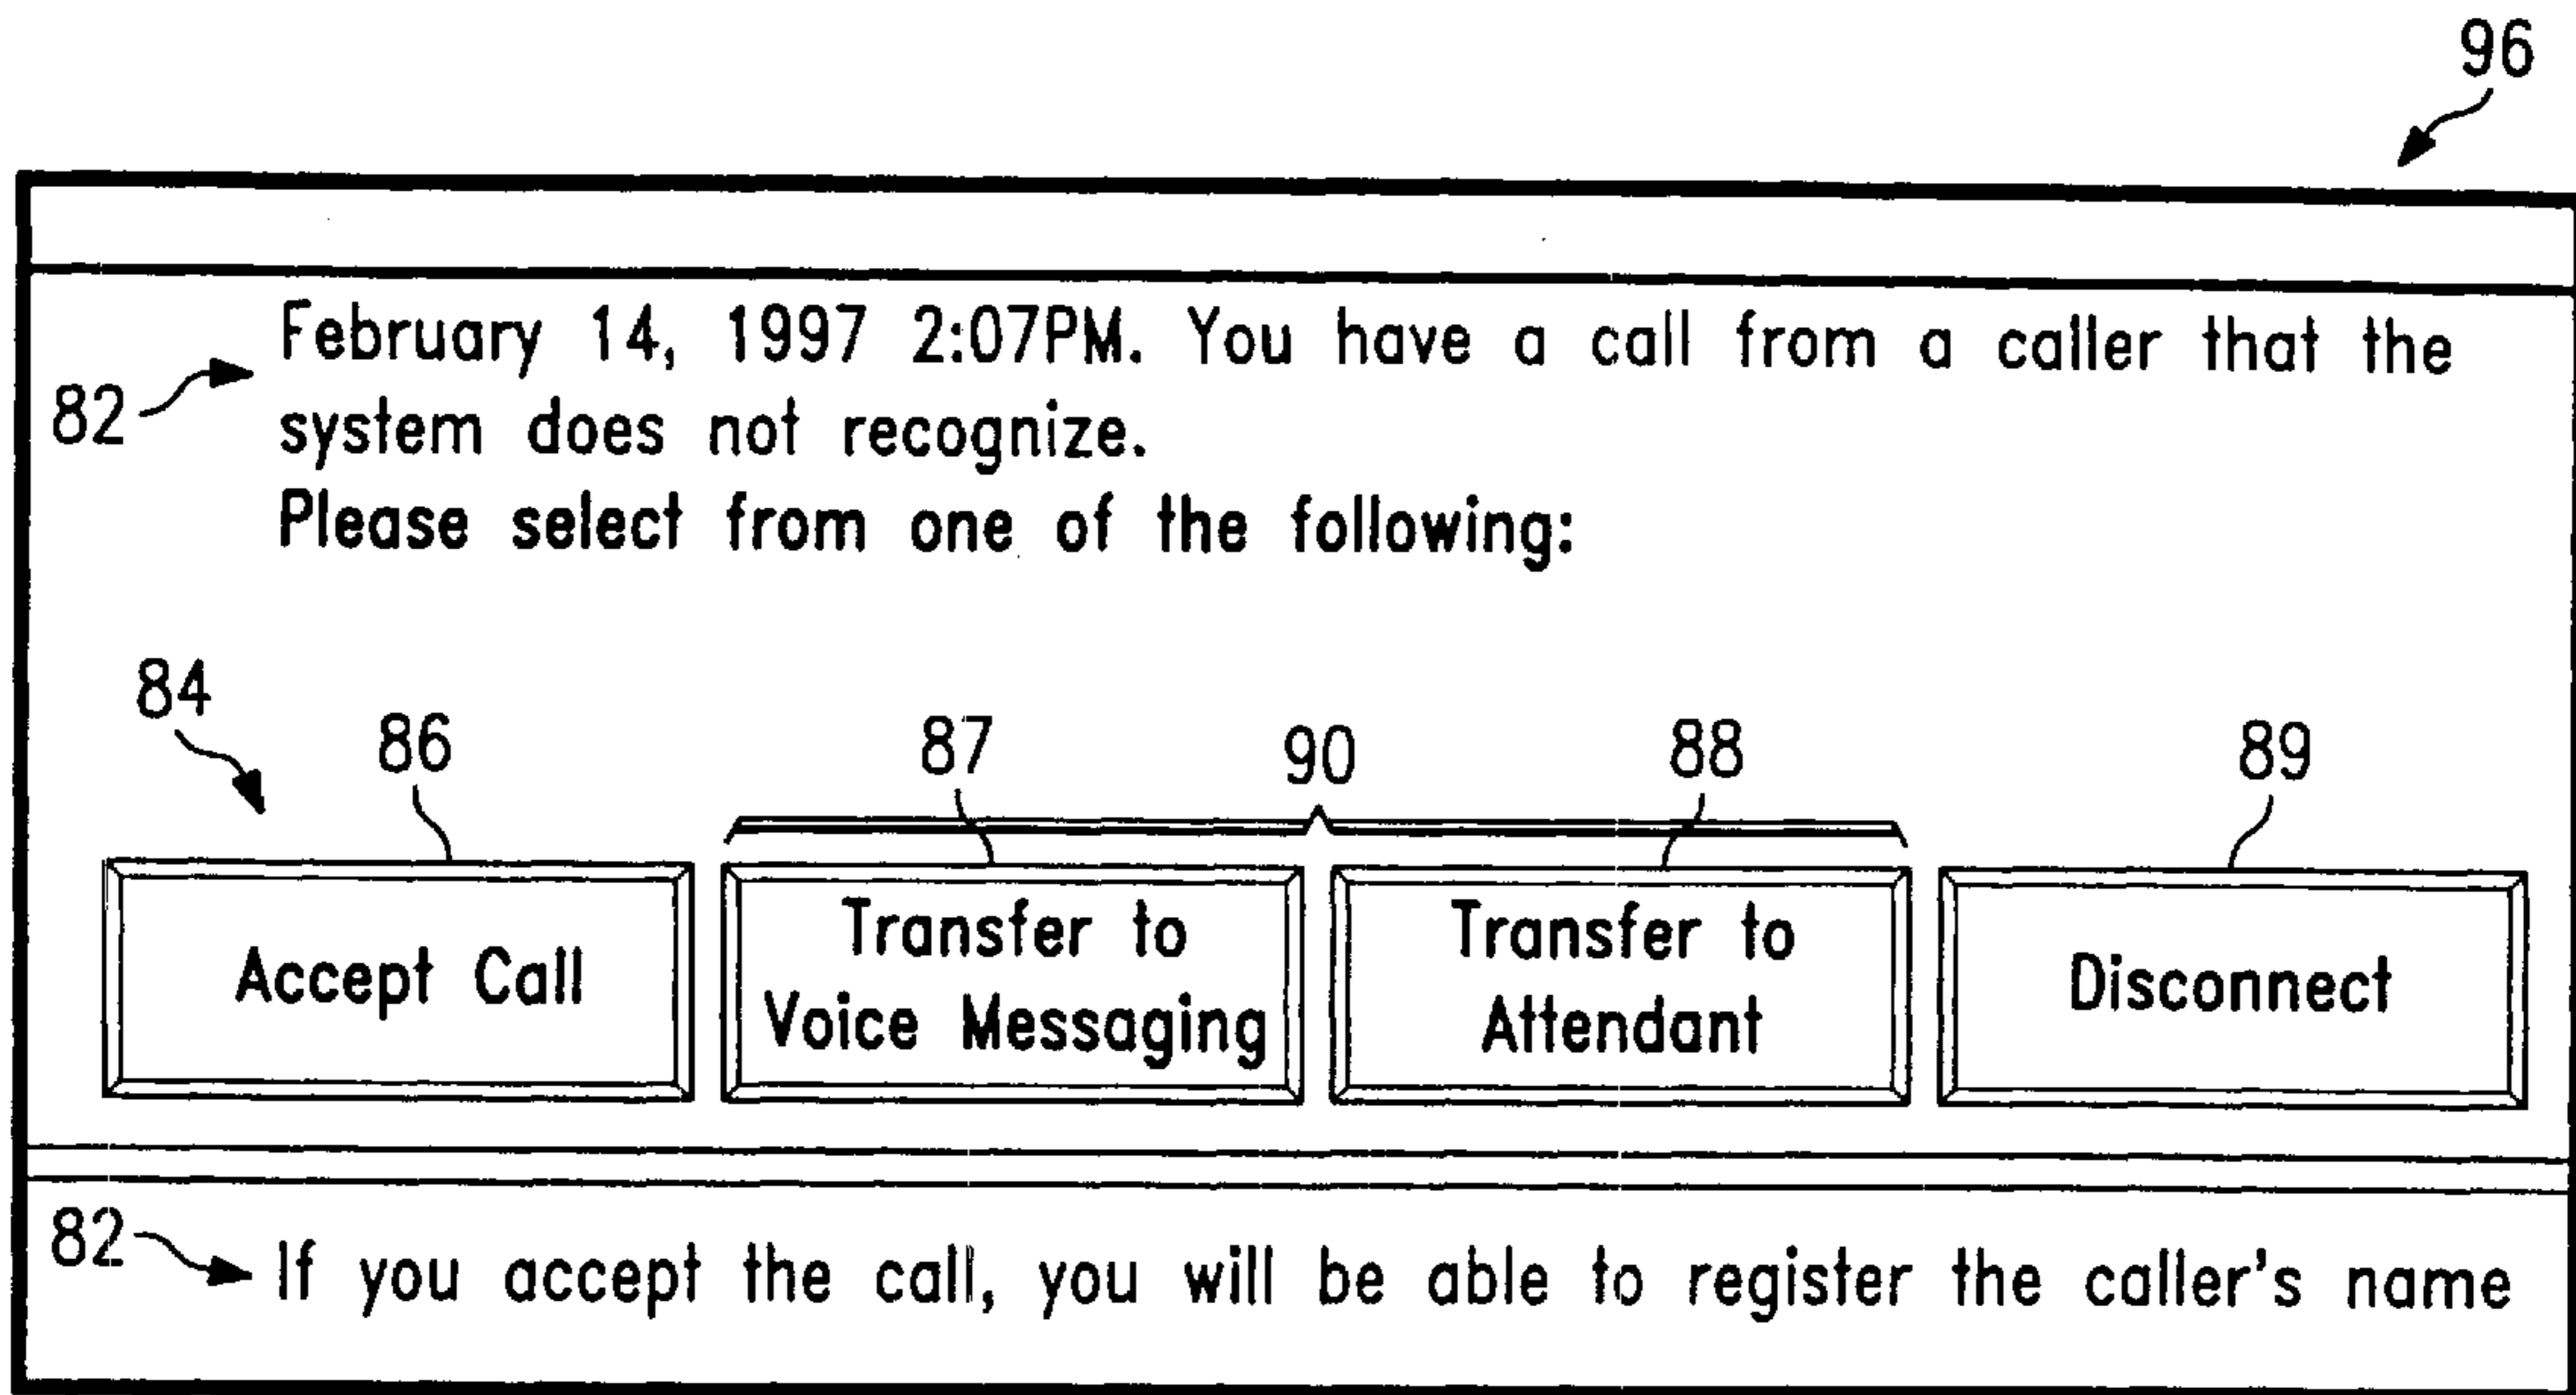 96
February 14, 1997 2:07PM. You have a call from a caller that the
82
system does not recognize.
Please select from one of the following:
84
86
87
90
88
89
Accept Call
Transfer to
Voice Messaging
Transfer to
Attendant
Disconnect
82
If you accept the call, you will be able to register the caller's name